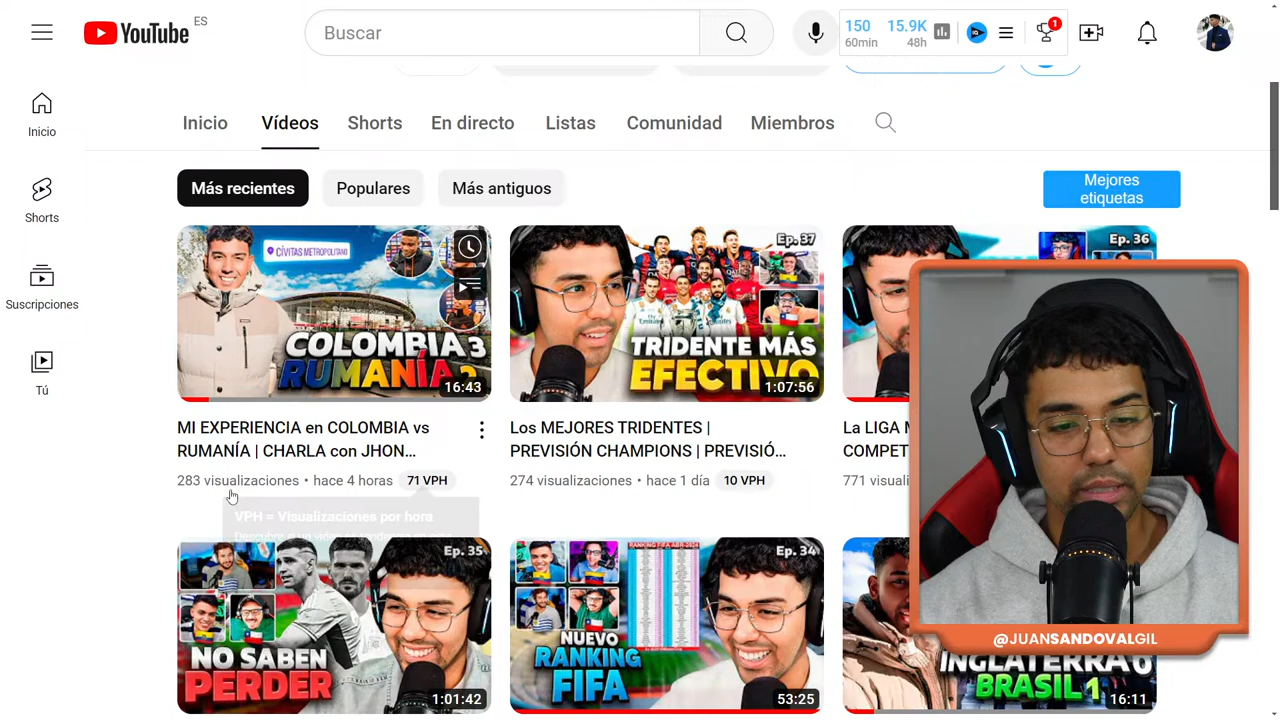 YouTube ES
Buscar
150 15.9K
60min 48h
1
Inicio Vídeos Shorts En directo Listas Comunidad Miembros
Más recientes Populares Más antiguos
Mejores
etiquetas
Inicio
Shorts
Suscripciones
Tú
CÍVITAS METROPOLITANO
COLOMBIA 3
RUMANÍA 2
16:43
MI EXPERIENCIA en COLOMBIA vs
RUMANÍA | CHARLA con JHON...
283 visualizaciones • hace 4 horas 71 VPH
VPH = Visualizaciones por hora
Ep. 37
TRIDENTE MÁS
EFECTIVO
1:07:56
Los MEJORES TRIDENTES |
PREVISIÓN CHAMPIONS | PREVISIÓ...
274 visualizaciones • hace 1 día 10 VPH
Ep. 36
La LIGA M
COMPET
771 visuali
Ep. 35
NO SABEN
PERDER
1:01:42
Ep. 34
RANKING FIFA ABR-2024
NUEVO
RANKING
FIFA
53:25
INGLATERRA 0
BRASIL 1
16:11
@JUANSANDOVALGIL